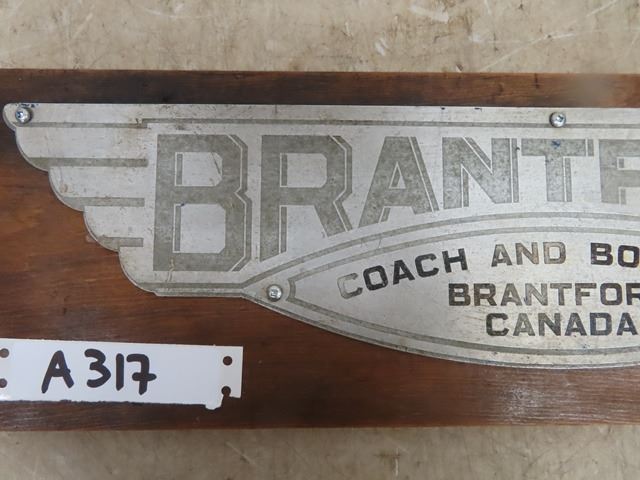 BRANTF
COACH AND BO
BRANTFOR
CANADA
A317